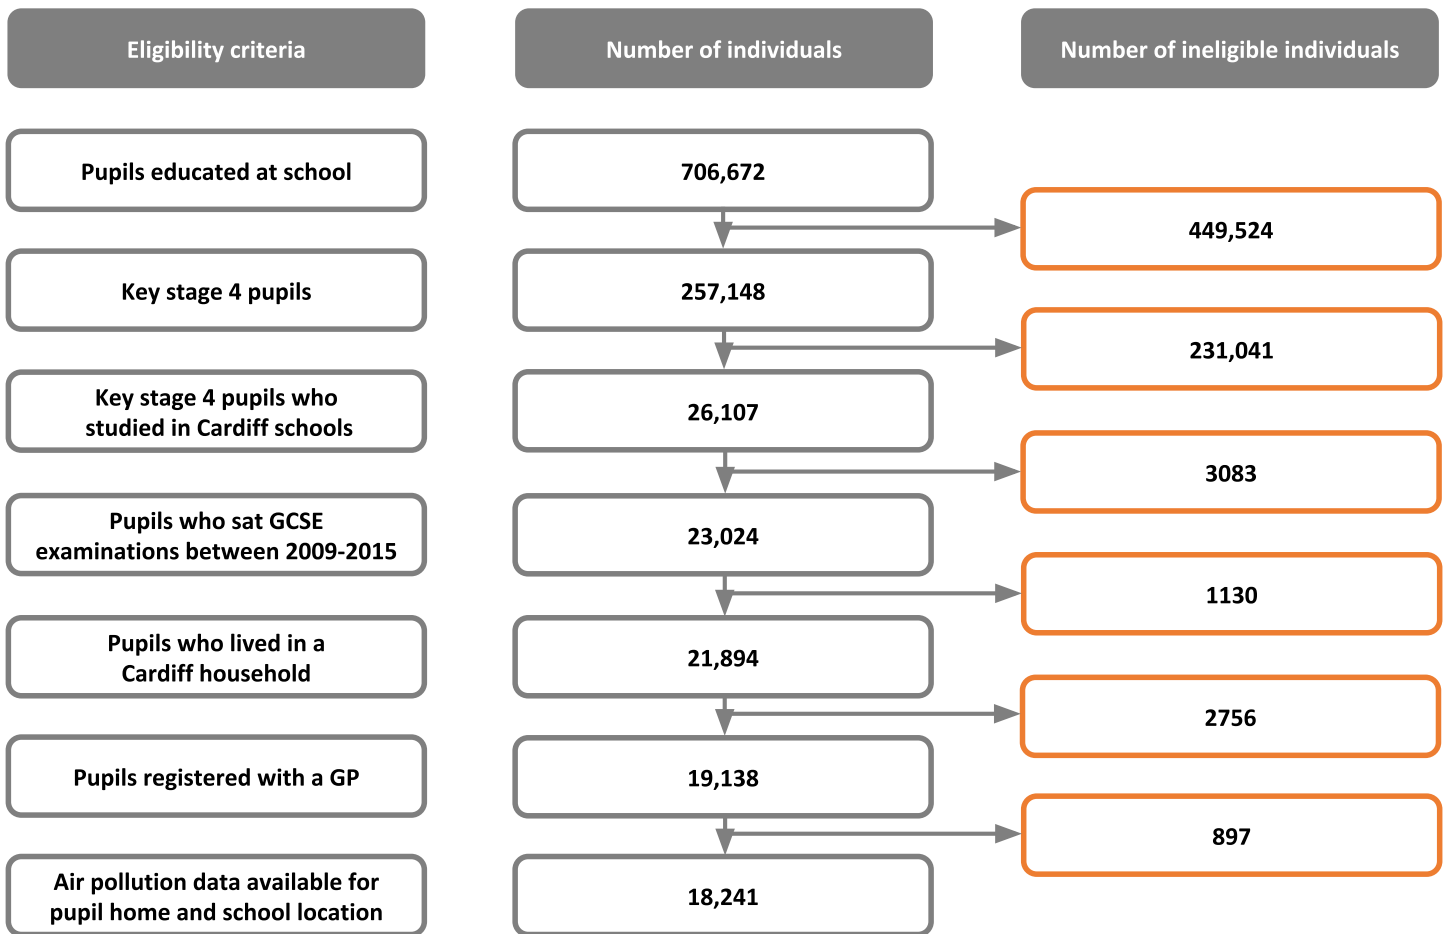 Eligibility criteria
Number of individuals
Number of ineligible individuals
Pupils educated at school
706,672
449,524
Key stage 4 pupils
257,148
231,041
Key stage 4 pupils who
studied in Cardiff schools
26,107
3083
Pupils who sat GCSE
examinations between 2009-2015
23,024
1130
Pupils who lived in a
Cardiff household
21,894
2756
Pupils registered with a GP
19,138
897
Air pollution data available for
pupil home and school location
18,241